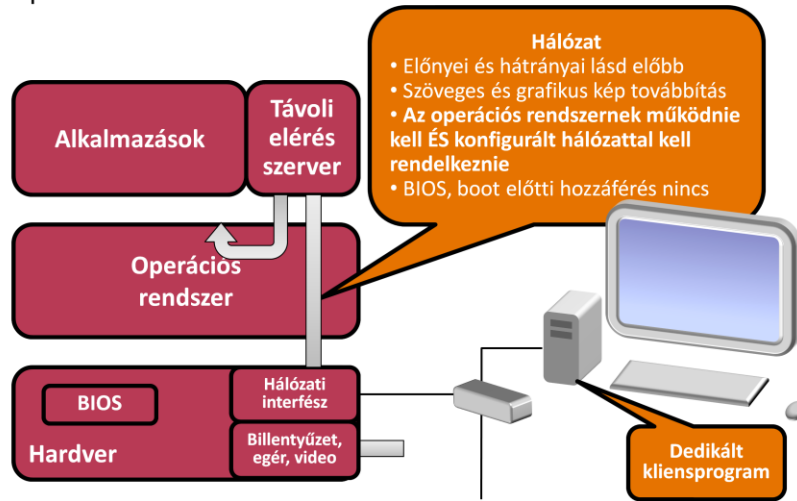 Hálózat
• Előnyei és hátrányai lásd előbb
• Szöveges és grafikus kép továbbítás
• Az operációs rendszernek működnie
kell ÉS konfigurált hálózattal kell
rendelkeznie
• BIOS, boot előtti hozzáférés nincs
Alkalmazások
Távoli
elérés
szerver
Operációs
rendszer
BIOS
Hardver
Hálózati
interfész
Billentyűzet,
egér, video
Dedikált
kliensprogram